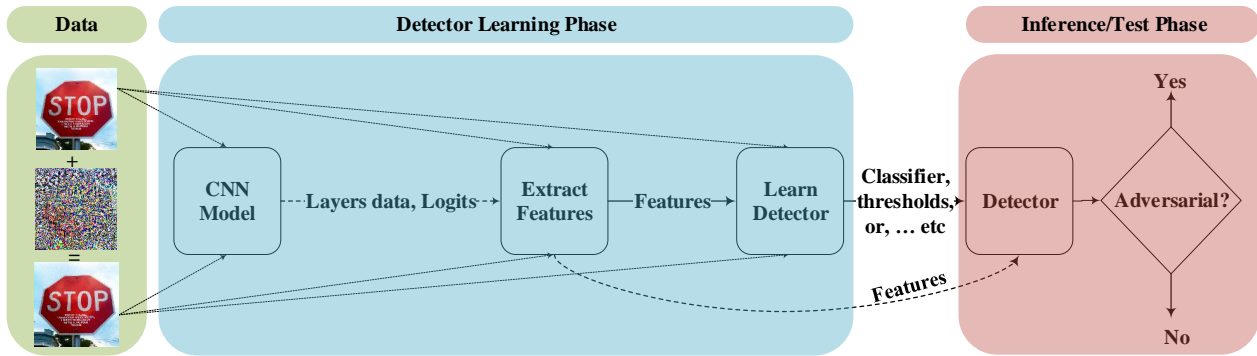 Data
Detector Learning Phase
Inference/Test Phase
STOP
+
=
STOP
CNN
Model
Layers data, Logits
Extract
Features
Features
Learn
Detector
Classifier,
thresholds,
or, … etc
Features
Detector
Adversarial?
Yes
No